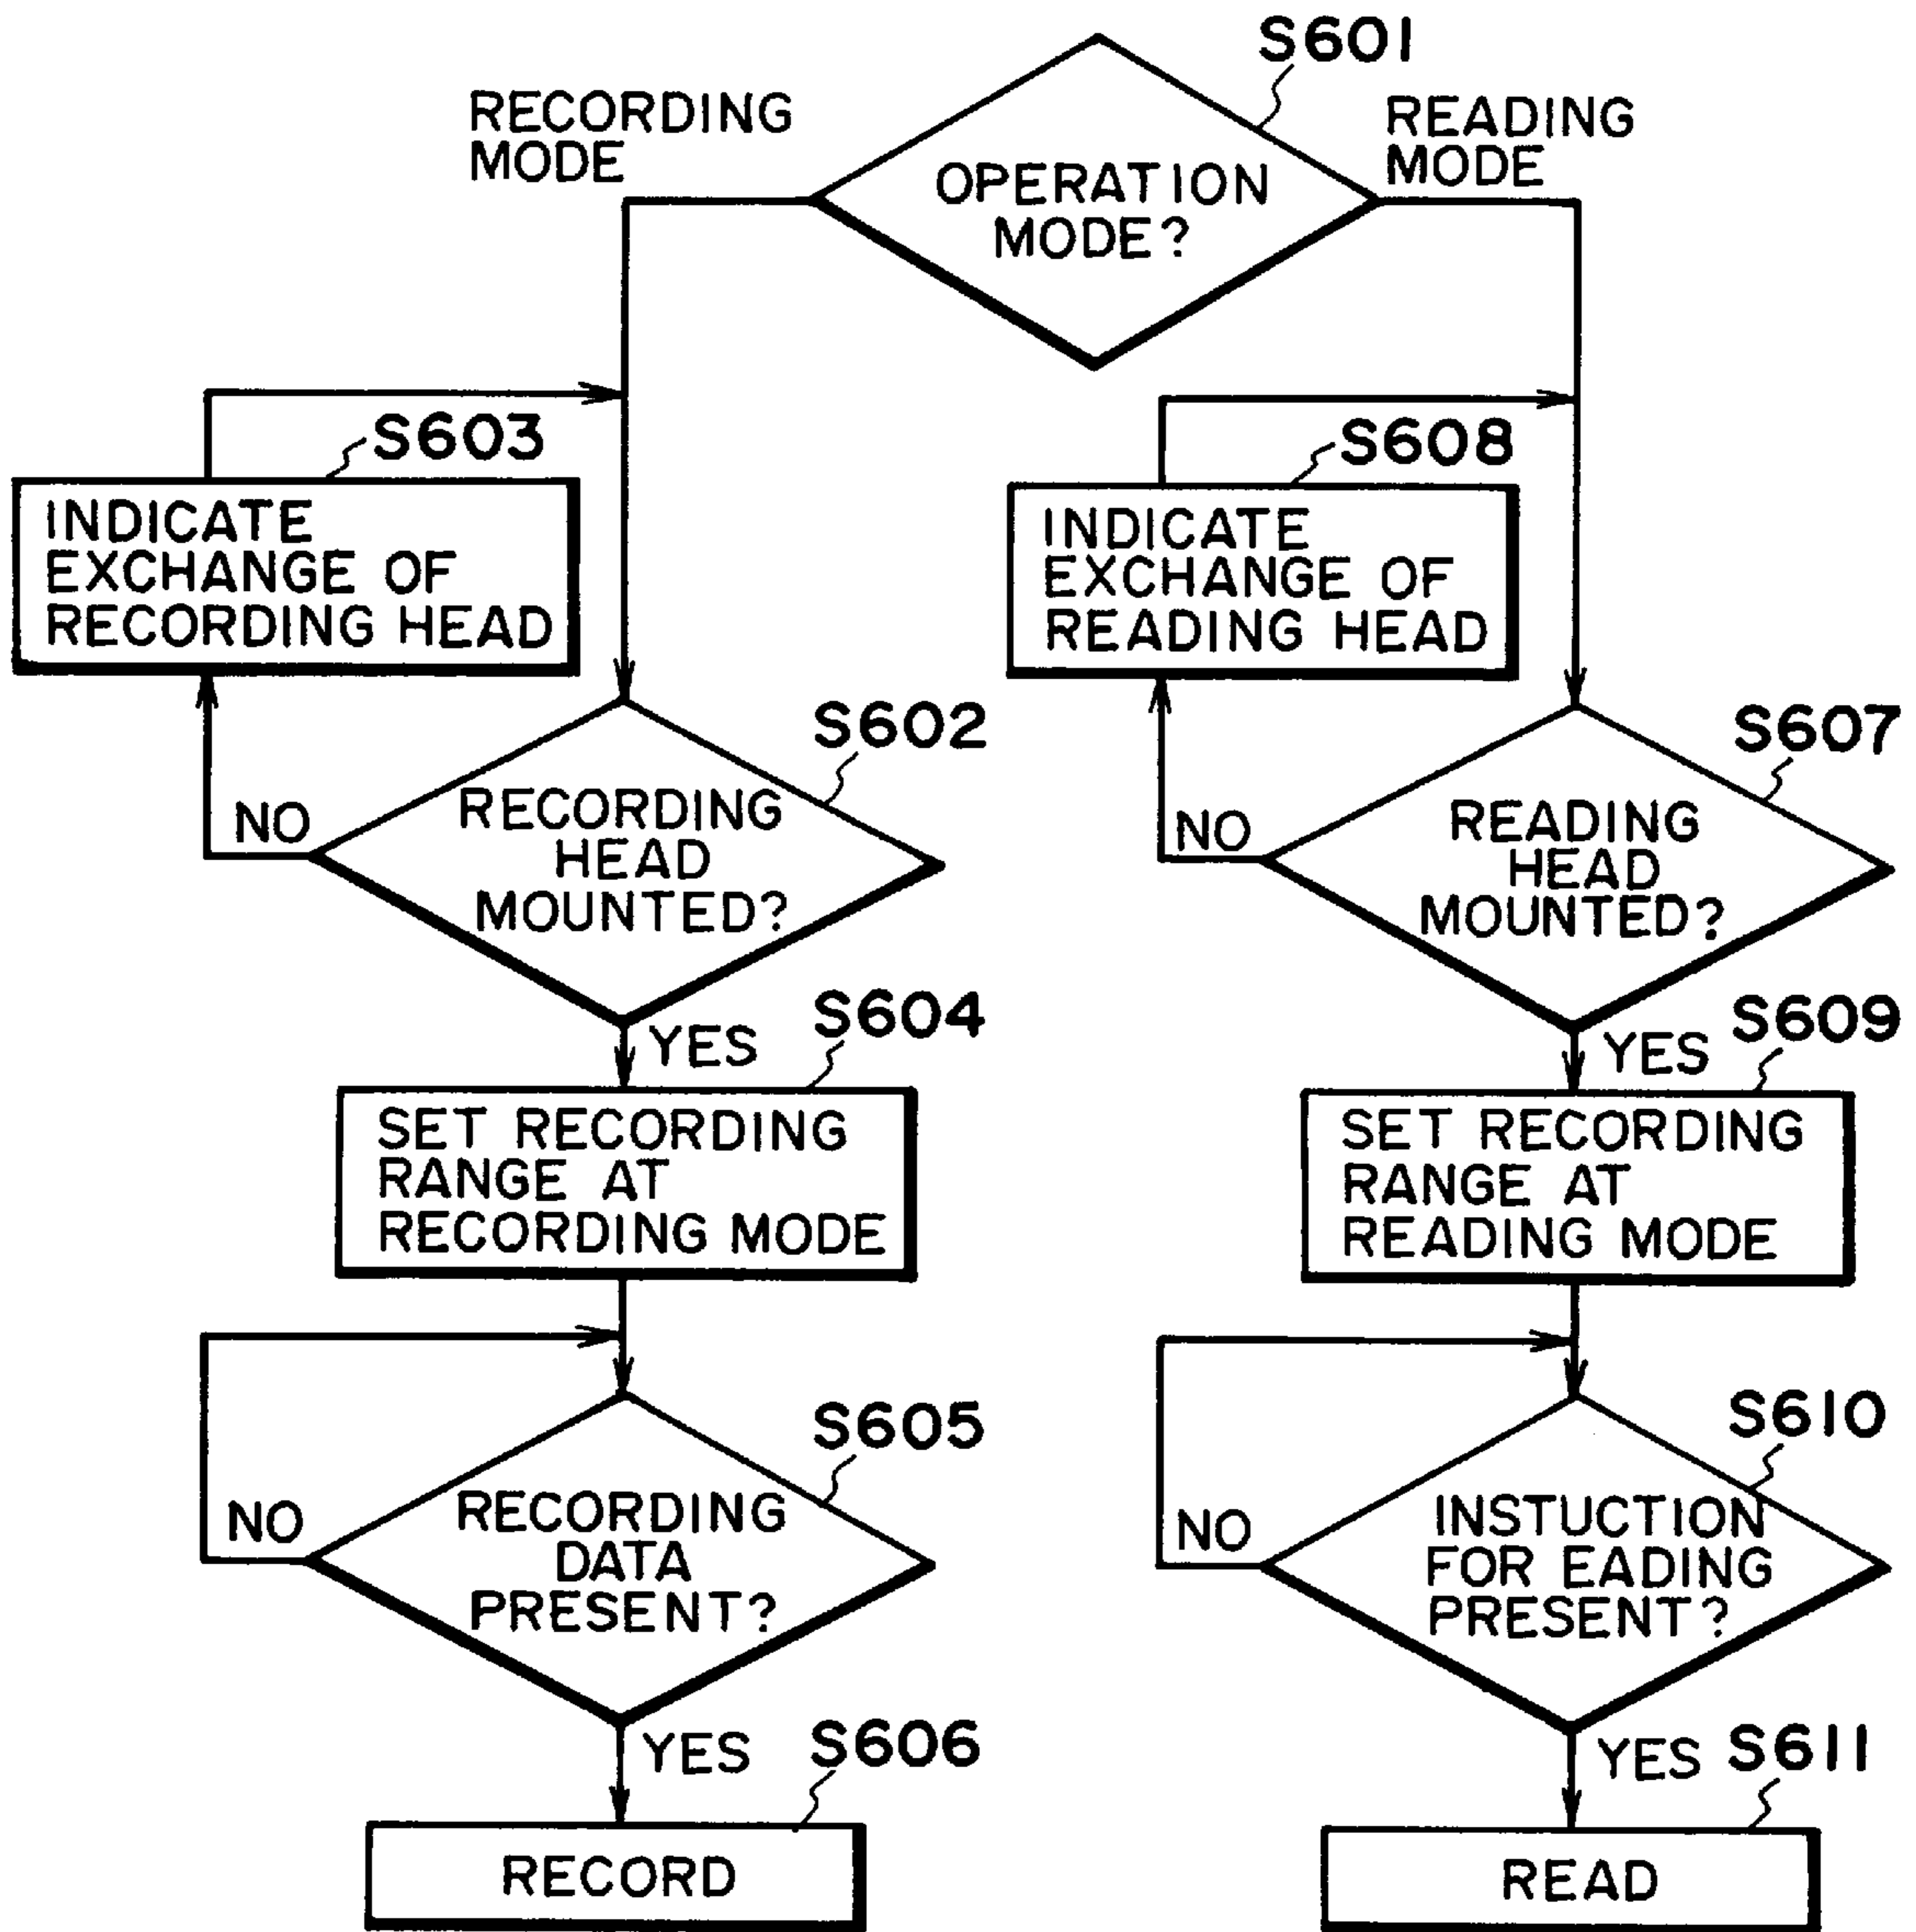 S601
RECORDING
MODE
READING
MODE
OPERATION
MODE?
S603
INDICATE
EXCHANGE OF
RECORDING HEAD
S608
INDICATE
EXCHANGE OF
READING HEAD
S602
NO
RECORDING
HEAD
MOUNTED?
S607
NO
READING
HEAD
MOUNTED?
YES
S604
YES
S609
SET RECORDING
RANGE AT
RECORDING MODE
SET RECORDING
RANGE AT
READING MODE
S605
NO
RECORDING
DATA
PRESENT?
S610
NO
INSTUCTION
FOR EADING
PRESENT?
YES
S606
YES
S611
RECORD
READ